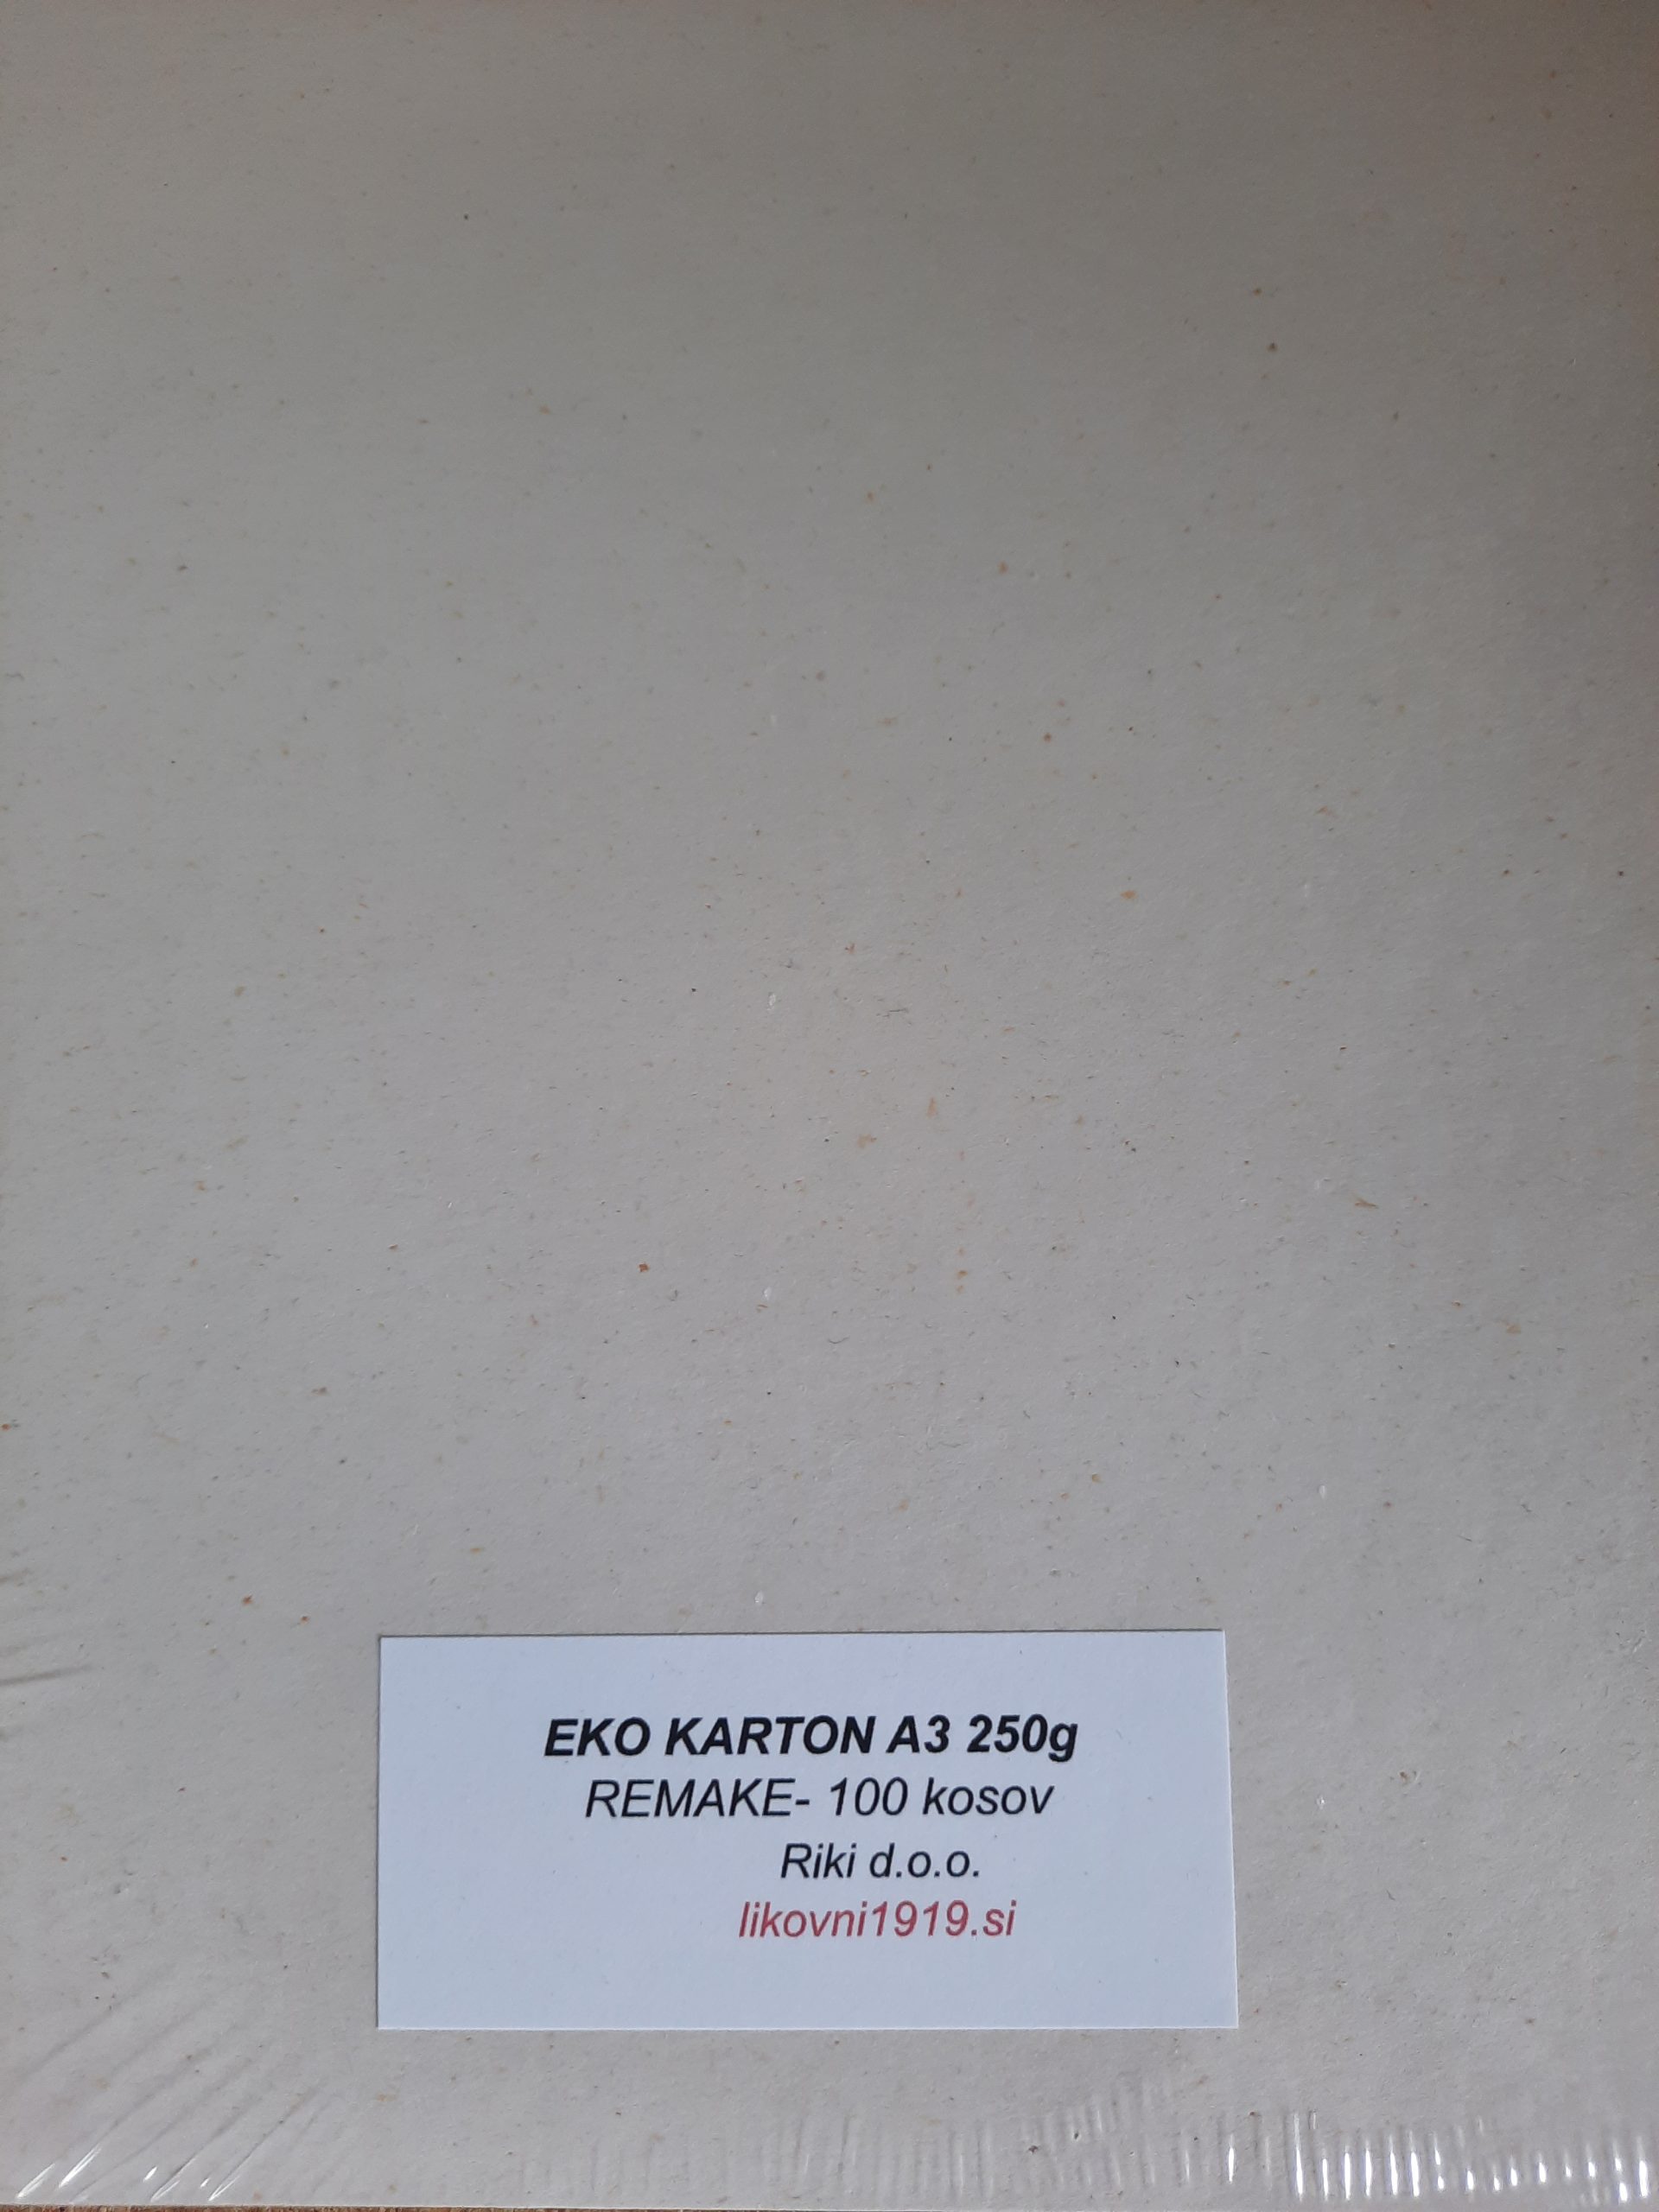 EKO KARTON A3 250g
REMAKE- 100 kosov
Riki d.o.o.
likovni1919.si